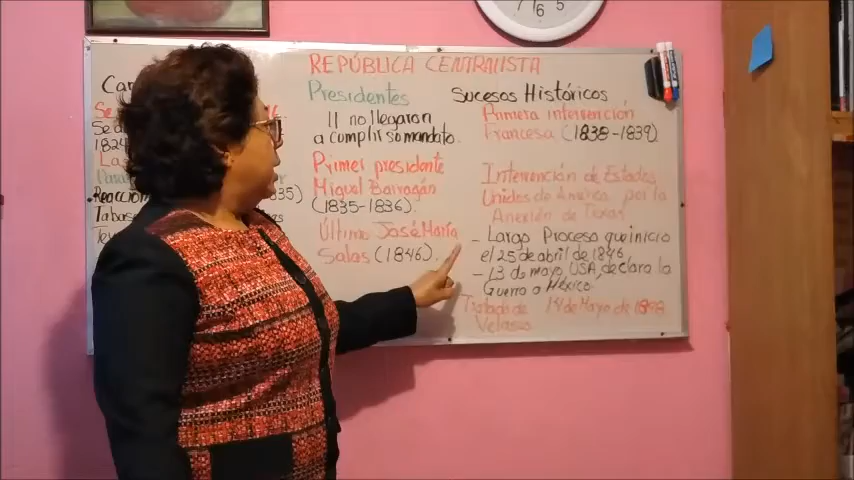 REPÚBLICA CENTRALISTA
Presidentes
11 no llegaron
a cumplir su mandato.
Primer presidente
Miguel Barragán
(1835-1836).
Último José María
Salas (1846).
Sucesos históricos
Primera intervención
Francesa (1838-1839).
Intervención de Estados
Unidos de América por la
Anexión de Texas
- Largo Proceso que inicio
el 25 de abril de 1846
- 13 de mayo USA, declara la
Guerra a México.
Tratado de 14 de Mayo de
Velasco
Reacción
1824
835)